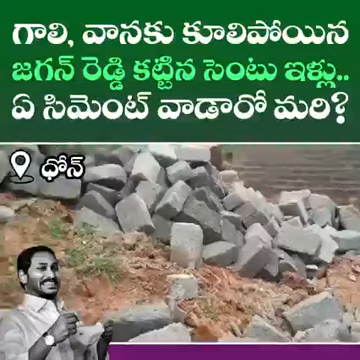 గాలి, వానకు కూలిపోయిన
జగన్ రెడ్డి కట్టిన సెంటు ఇళ్లు..
ఏ సిమెంట్ వాడారో మరి?
ధోన్